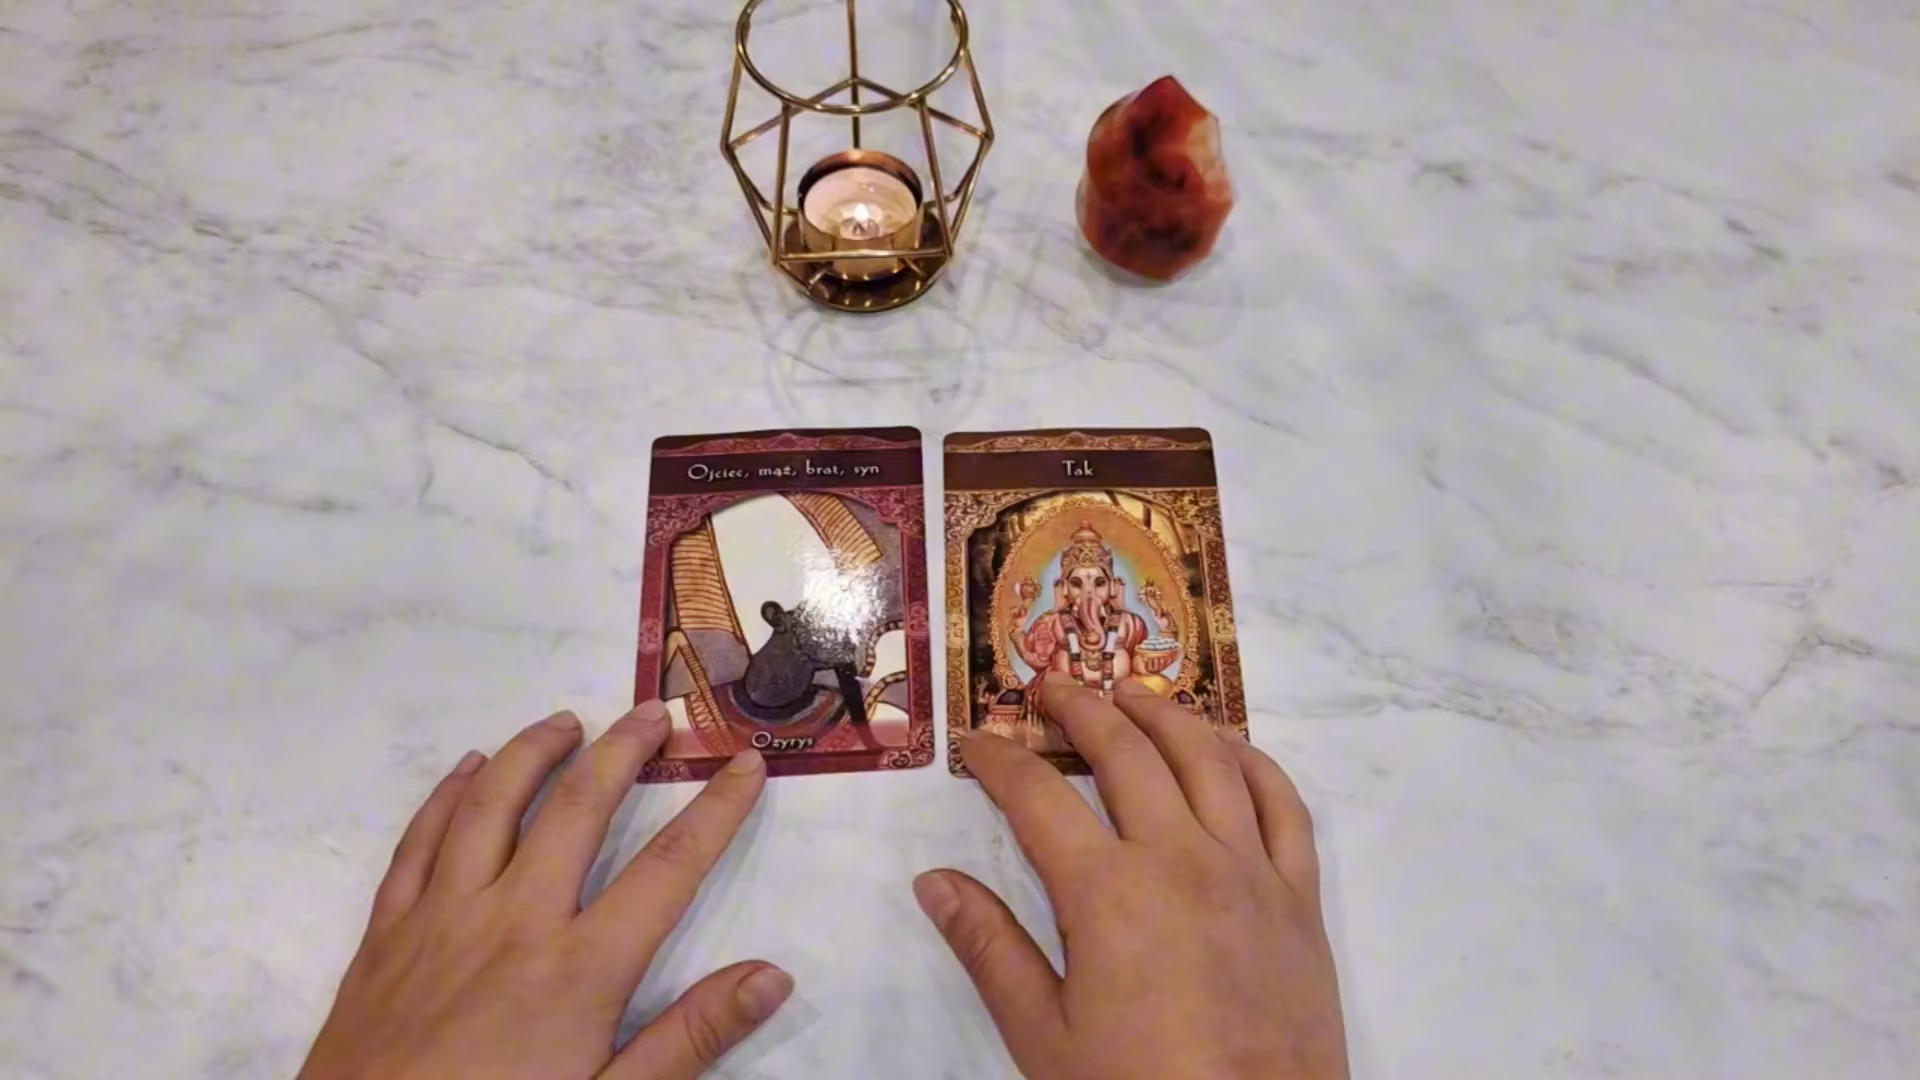 Ojciec, mąż, brat, syn
Tak
Ozyrys